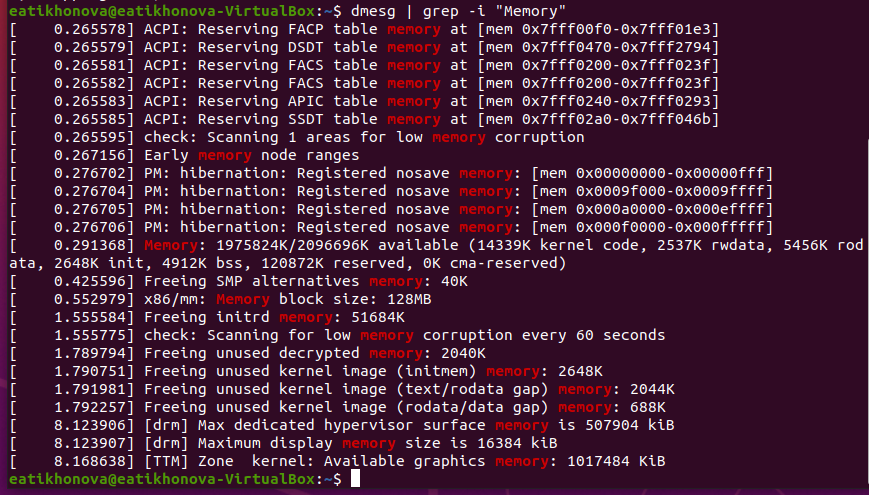 eatikhonova@eatikhonova-VirtualBox:~$ dmesg | grep -i "Memory"
[    0.265578] ACPI: Reserving FACP table memory at [mem 0x7fff00f0-0x7fff01e3]
[    0.265579] ACPI: Reserving DSDT table memory at [mem 0x7fff0470-0x7fff2794]
[    0.265581] ACPI: Reserving FACS table memory at [mem 0x7fff0200-0x7fff023f]
[    0.265582] ACPI: Reserving FACS table memory at [mem 0x7fff0200-0x7fff023f]
[    0.265583] ACPI: Reserving APIC table memory at [mem 0x7fff0240-0x7fff0293]
[    0.265585] ACPI: Reserving SSDT table memory at [mem 0x7fff02a0-0x7fff046b]
[    0.265595] check: Scanning 1 areas for low memory corruption
[    0.267156] Early memory node ranges
[    0.276702] PM: hibernation: Registered nosave memory: [mem 0x00000000-0x00000fff]
[    0.276704] PM: hibernation: Registered nosave memory: [mem 0x0009f000-0x0009ffff]
[    0.276705] PM: hibernation: Registered nosave memory: [mem 0x000a0000-0x000effff]
[    0.276706] PM: hibernation: Registered nosave memory: [mem 0x000f0000-0x000fffff]
[    0.291368] Memory: 1975824K/2096696K available (14339K kernel code, 2537K rwdata, 5456K rod
ata, 2648K init, 4912K bss, 120872K reserved, 0K cma-reserved)
[    0.425596] Freeing SMP alternatives memory: 40K
[    0.552979] x86/mm: Memory block size: 128MB
[    1.555584] Freeing initrd memory: 51684K
[    1.555775] check: Scanning for low memory corruption every 60 seconds
[    1.789794] Freeing unused decrypted memory: 2040K
[    1.790751] Freeing unused kernel image (initmem) memory: 2648K
[    1.791981] Freeing unused kernel image (text/rodata gap) memory: 2044K
[    1.792257] Freeing unused kernel image (rodata/data gap) memory: 688K
[    8.123906] [drm] Max dedicated hypervisor surface memory is 507904 kiB
[    8.123907] [drm] Maximum display memory size is 16384 kiB
[    8.168638] [TTM] Zone  kernel: Available graphics memory: 1017484 KiB
eatikhonova@eatikhonova-VirtualBox:~$